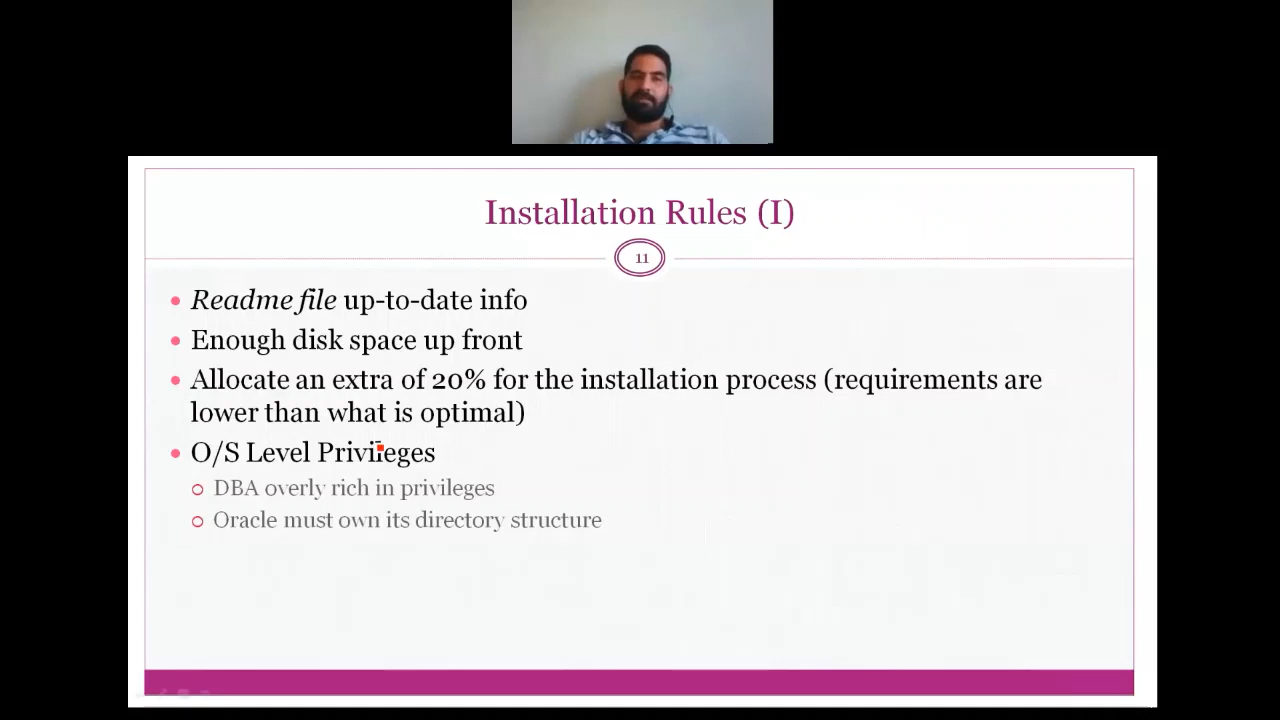 Installation Rules (I)
11
Readme file up-to-date info
Enough disk space up front
Allocate an extra of 20% for the installation process (requirements are
lower than what is optimal)
O/S Level Privileges
DBA overly rich in privileges
Oracle must own its directory structure